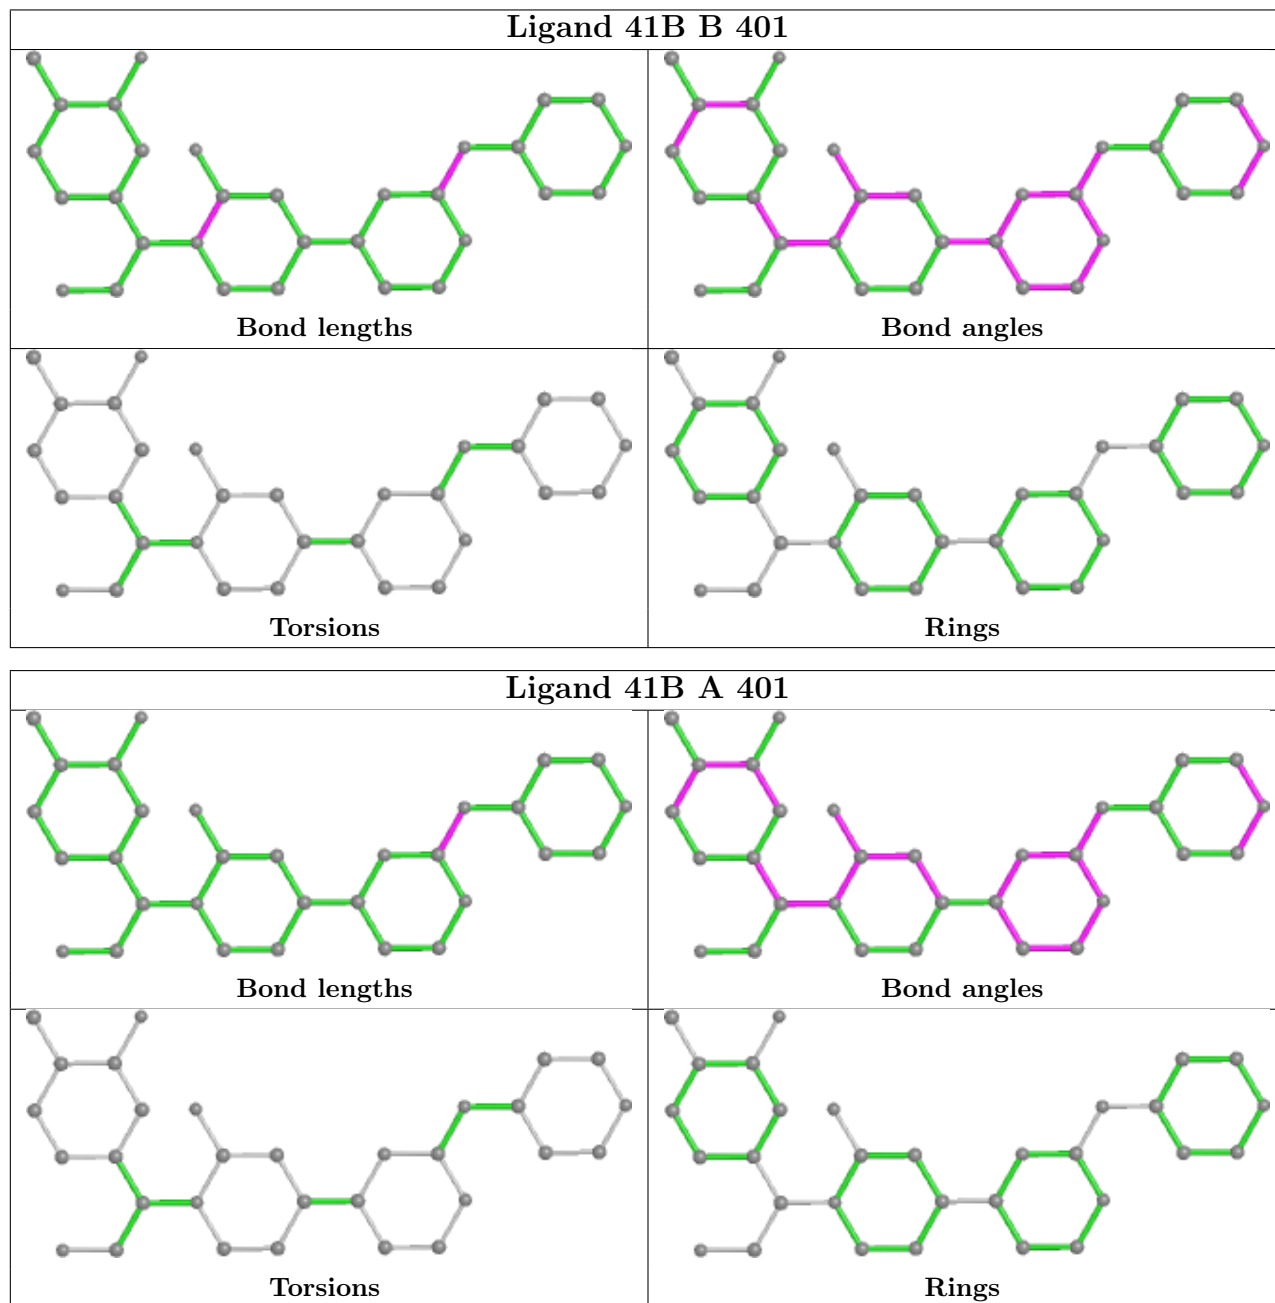 Ligand 41B B 401
Bond lengths
Bond angles
Torsions
Rings
Ligand 41B A 401
Bond lengths
Bond angles
Torsions
Rings